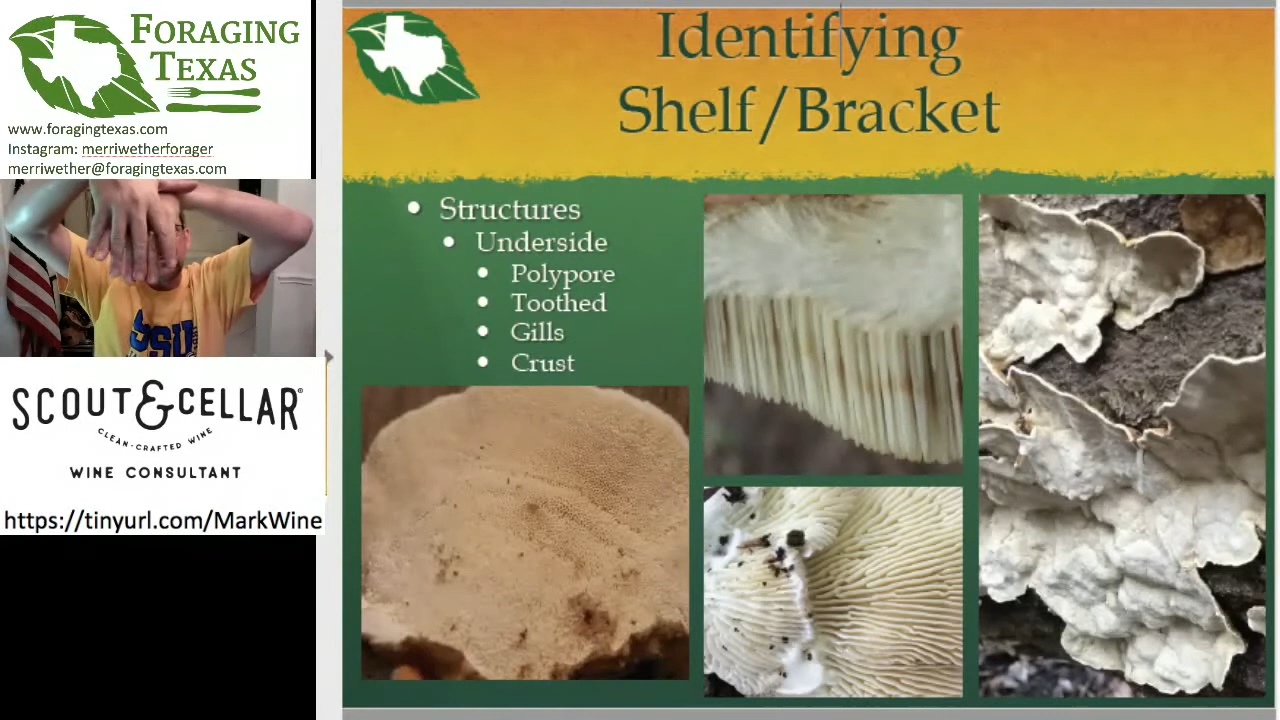 FORAGING
TEXAS
www.foragingtexas.com
Instagram: merriwetherforager
merriwether@foragingtexas.com
SSU
SCOUT & CELLAR®
CLEAN-CRAFTED WINE
WINE CONSULTANT
https://tinyurl.com/MarkWine
Identifying
Shelf/Bracket
• Structures
• Underside
• Polypore
• Toothed
• Gills
• Crust